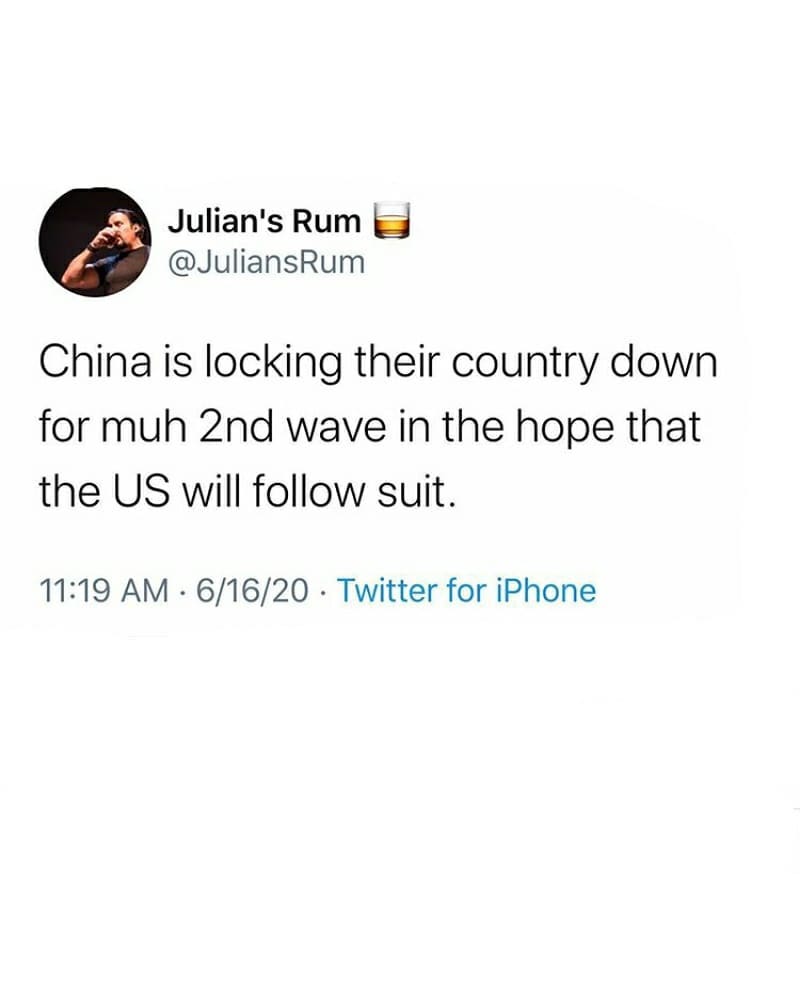 Julian's Rum 🥃
@JuliansRum
China is locking their country down
for muh 2nd wave in the hope that
the US will follow suit.
11:19 AM · 6/16/20 · Twitter for iPhone